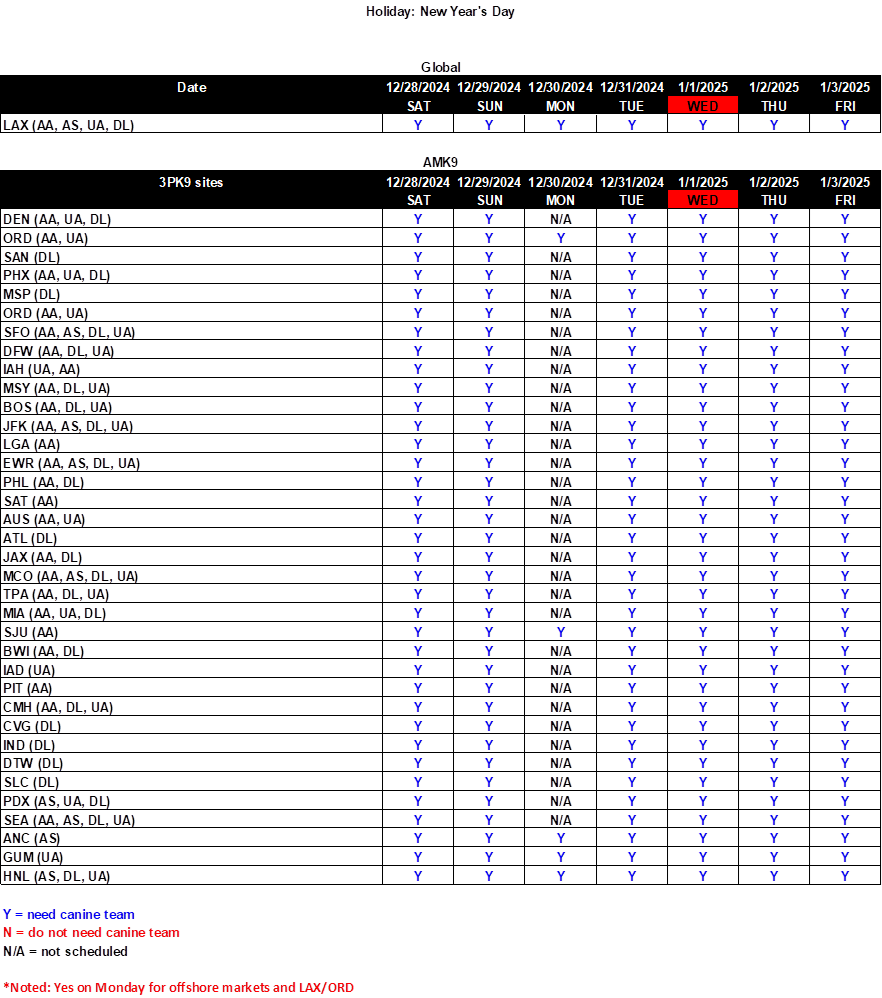 Holiday: New Year's Day
Global
Date 12/28/2024 12/29/2024 12/30/2024 12/31/2024 1/1/2025 1/2/2025 1/3/2025
SAT SUN MON TUE WED THU FRI
LAX (AA, AS, UA, DL) Y Y Y Y Y Y Y
AMK9
3PK9 sites 12/28/2024 12/29/2024 12/30/2024 12/31/2024 1/1/2025 1/2/2025 1/3/2025
SAT SUN MON TUE WED THU FRI
DEN (AA, UA, DL) Y Y N/A Y Y Y Y
ORD (AA, UA) Y Y Y Y Y Y Y
SAN (DL) Y Y N/A Y Y Y Y
PHX (AA, UA, DL) Y Y N/A Y Y Y Y
MSP (DL) Y Y N/A Y Y Y Y
ORD (AA, UA) Y Y N/A Y Y Y Y
SFO (AA, AS, DL, UA) Y Y N/A Y Y Y Y
DFW (AA, DL, UA) Y Y N/A Y Y Y Y
IAH (UA, AA) Y Y N/A Y Y Y Y
MSY (AA, DL, UA) Y Y N/A Y Y Y Y
BOS (AA, DL, UA) Y Y N/A Y Y Y Y
JFK (AA, AS, DL, UA) Y Y N/A Y Y Y Y
LGA (AA) Y Y N/A Y Y Y Y
EWR (AA, AS, DL, UA) Y Y N/A Y Y Y Y
PHL (AA, DL) Y Y N/A Y Y Y Y
SAT (AA) Y Y N/A Y Y Y Y
AUS (AA, UA) Y Y N/A Y Y Y Y
ATL (DL) Y Y N/A Y Y Y Y
JAX (AA, DL) Y Y N/A Y Y Y Y
MCO (AA, AS, DL, UA) Y Y N/A Y Y Y Y
TPA (AA, DL, UA) Y Y N/A Y Y Y Y
MIA (AA, UA, DL) Y Y N/A Y Y Y Y
SJU (AA) Y Y Y Y Y Y Y
BWI (AA, DL) Y Y N/A Y Y Y Y
IAD (UA) Y Y N/A Y Y Y Y
PIT (AA) Y Y N/A Y Y Y Y
CMH (AA, DL, UA) Y Y N/A Y Y Y Y
CVG (DL) Y Y N/A Y Y Y Y
IND (DL) Y Y N/A Y Y Y Y
DTW (DL) Y Y N/A Y Y Y Y
SLC (DL) Y Y N/A Y Y Y Y
PDX (AS, UA, DL) Y Y N/A Y Y Y Y
SEA (AA, AS, DL, UA) Y Y N/A Y Y Y Y
ANC (AS) Y Y Y Y Y Y Y
GUM (UA) Y Y Y Y Y Y Y
HNL (AS, DL, UA) Y Y Y Y Y Y Y
Y = need canine team
N = do not need canine team
N/A = not scheduled
*Noted: Yes on Monday for offshore markets and LAX/ORD